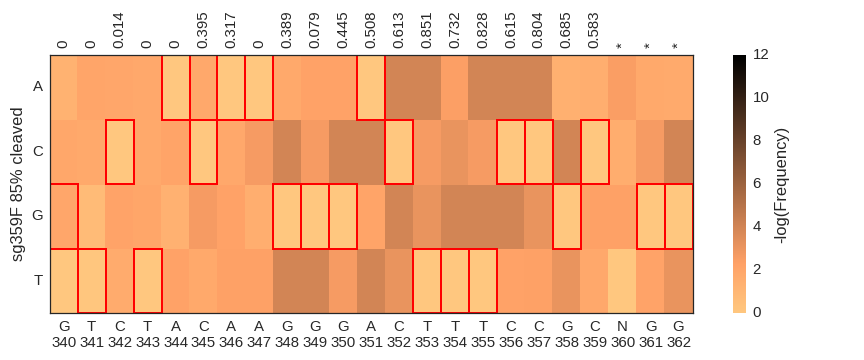 0 0 0.014 0 0 0.395 0.317 0 0.389 0.079 0.445 0.508 0.613 0.851 0.732 0.828 0.615 0.804 0.685 0.583 * * *
sg359F 85% cleaved
A
C
G
T
G T C T A C A A G G G A C T T T C C G C N G G
340 341 342 343 344 345 346 347 348 349 350 351 352 353 354 355 356 357 358 359 360 361 362
12
10
8
6
4
2
0
-log(Frequency)